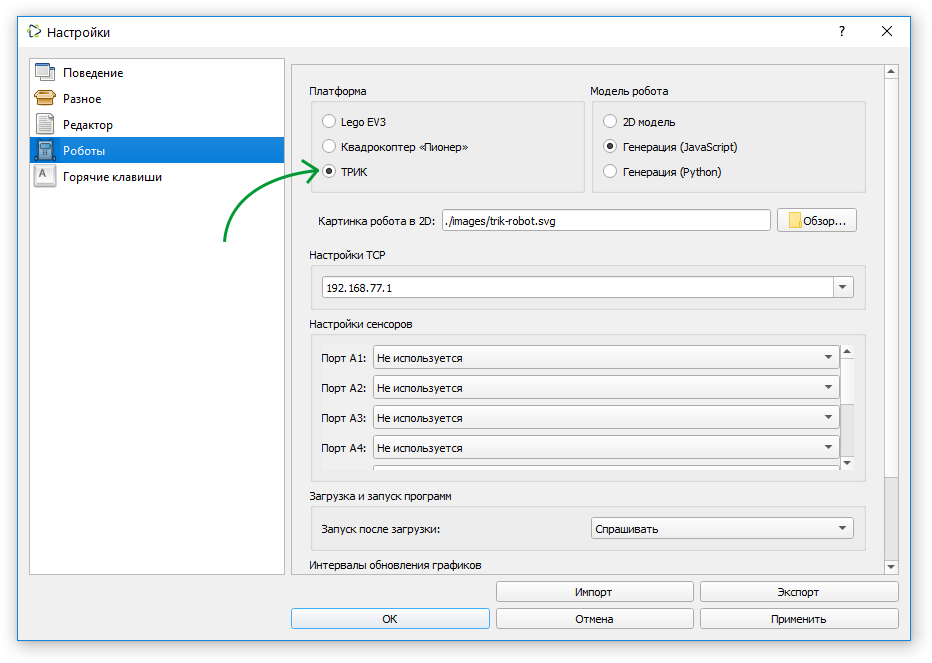 Настройки
?
Поведение
Разное
Редактор
Роботы
A
Горячие клавиши
Платформа
Lego EV3
Квадрокоптер «Пионер»
ТРИК
Модель робота
2D модель
Генерация (JavaScript)
Генерация (Python)
Картинка робота в 2D: ./images/trik-robot.svg Обзор...
Настройки TCP
192.168.77.1
Настройки сенсоров
Порт A1: Не используется
Порт A2: Не используется
Порт A3: Не используется
Порт A4: Не используется
Загрузка и запуск программ
Запуск после загрузки: Спрашивать
Интервалы обновления графиков
Импорт Экспорт
ОК Отмена Применить